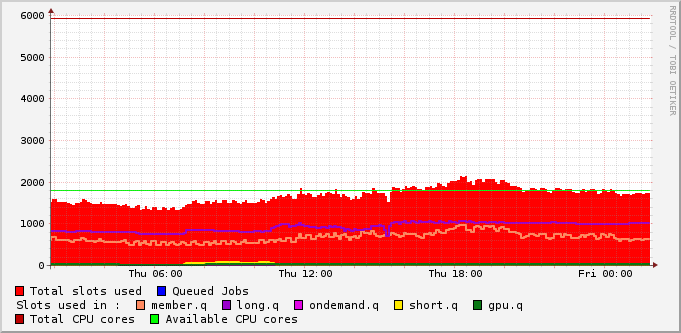 6000
5000
4000
3000
2000
1000
0
Thu 06:00 Thu 12:00 Thu 18:00 Fri 00:00
RRDTOOL / TOBI OETIKER
Total slots used Queued Jobs
Slots used in : member.q long.q ondemand.q short.q gpu.q
Total CPU cores Available CPU cores